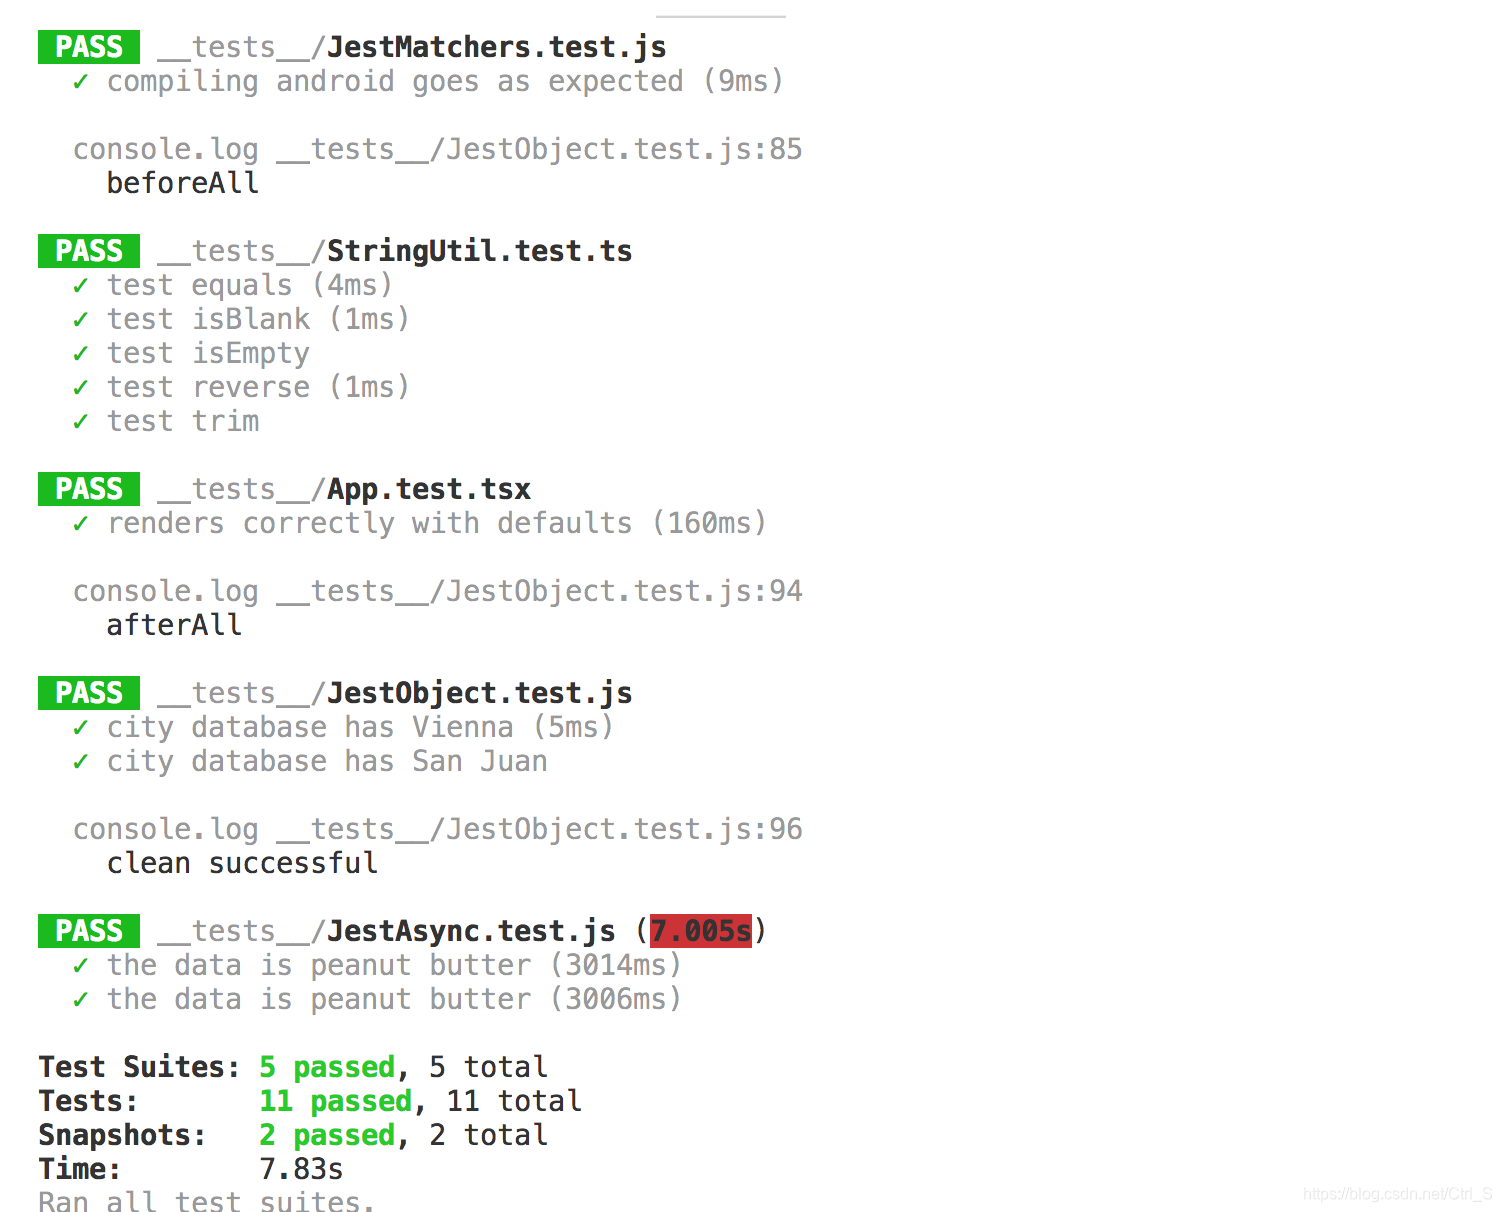 PASS __tests__/JestMatchers.test.js
✓ compiling android goes as expected (9ms)
console.log __tests__/JestObject.test.js:85
beforeAll
PASS __tests__/StringUtil.test.ts
✓ test equals (4ms)
✓ test isBlank (1ms)
✓ test isEmpty
✓ test reverse (1ms)
✓ test trim
PASS __tests__/App.test.tsx
✓ renders correctly with defaults (160ms)
console.log __tests__/JestObject.test.js:94
afterAll
PASS __tests__/JestObject.test.js
✓ city database has Vienna (5ms)
✓ city database has San Juan
console.log __tests__/JestObject.test.js:96
clean successful
PASS __tests__/JestAsync.test.js (7.005s)
✓ the data is peanut butter (3014ms)
✓ the data is peanut butter (3006ms)
Test Suites: 5 passed, 5 total
Tests: 11 passed, 11 total
Snapshots: 2 passed, 2 total
Time: 7.83s
Ran all test suites.
https://blog.csdn.net/Ctrl_S